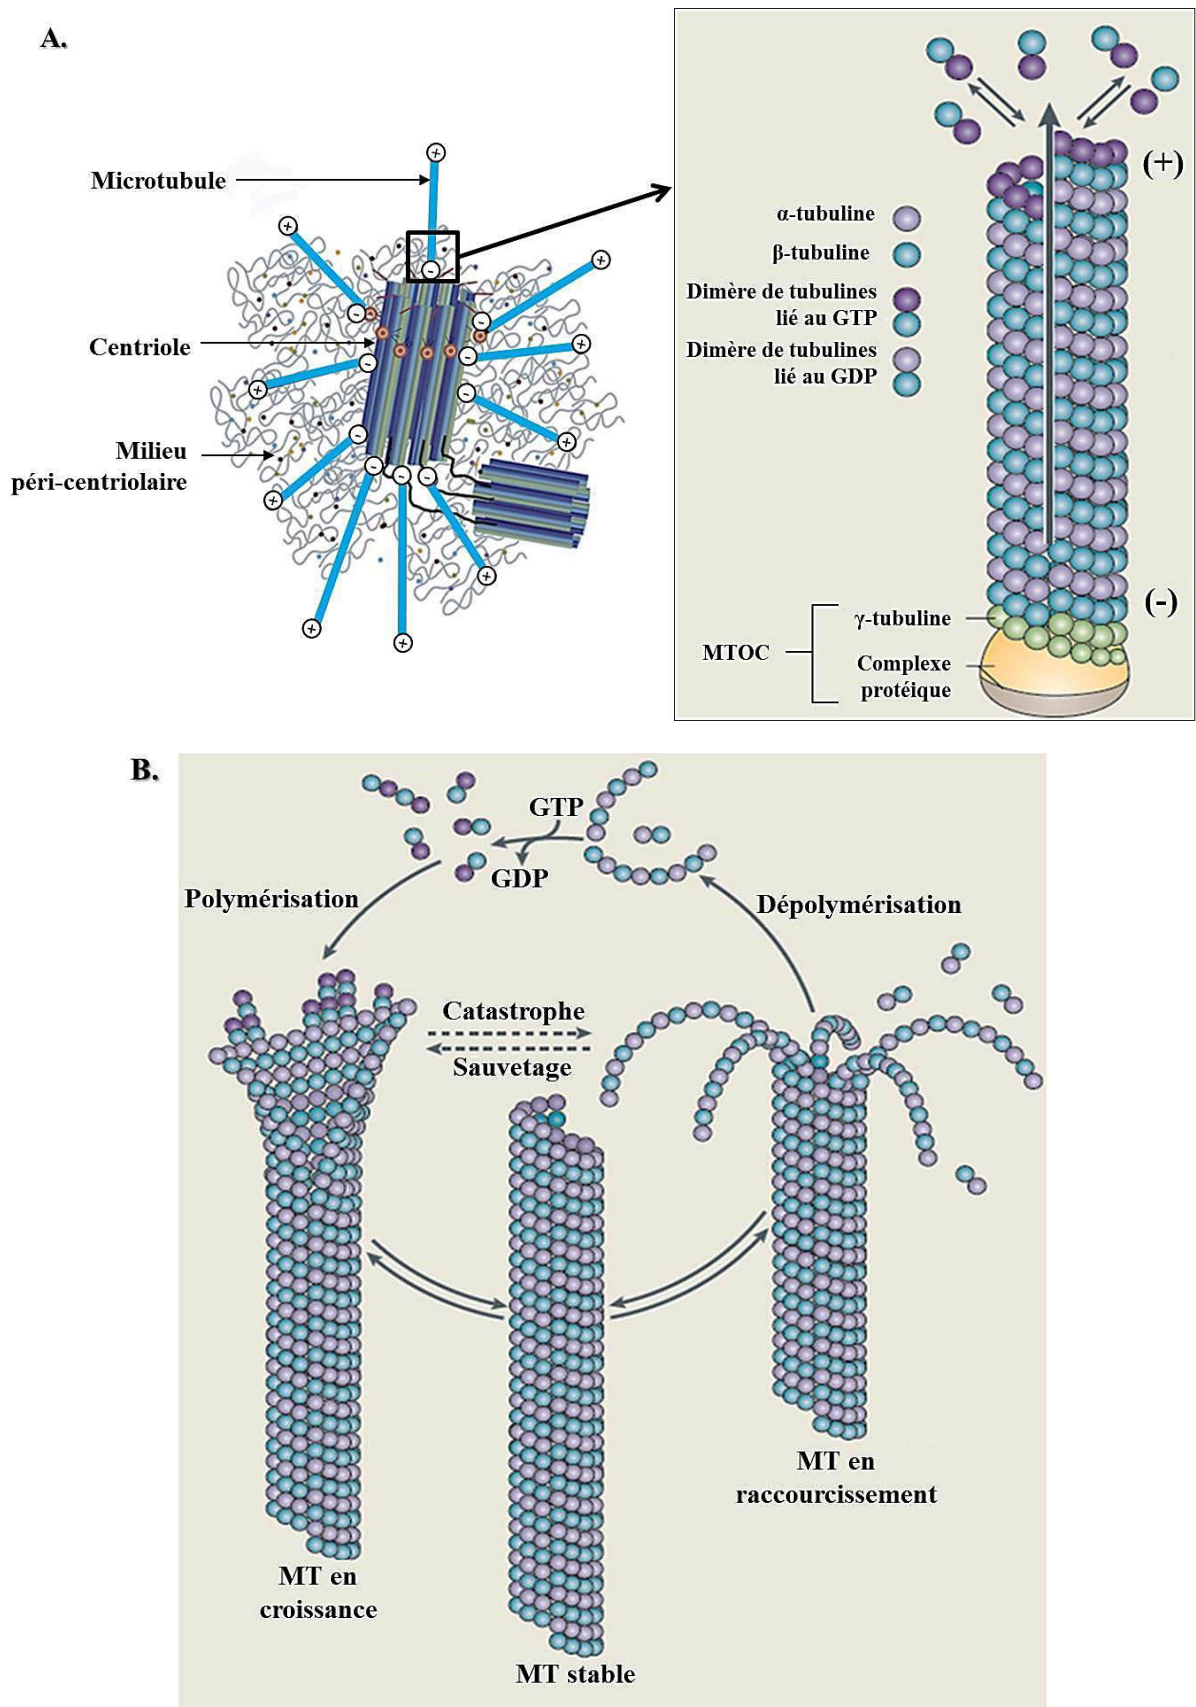 A.
Microtubule
Centriole
Milieu
péri-centriolaire
+
+
+
+
+
+
+
+
+
+
-
-
-
-
-
-
-
-
-
-
(+)
α-tubuline
β-tubuline
Dimère de tubulines
lié au GTP
Dimère de tubulines
lié au GDP
(-)
γ-tubuline
MTOC
Complexe
protéique
B.
GTP
GDP
Polymérisation
Dépolymérisation
Catastrophe
Sauvetage
MT en
raccourcissement
MT en
croissance
MT stable